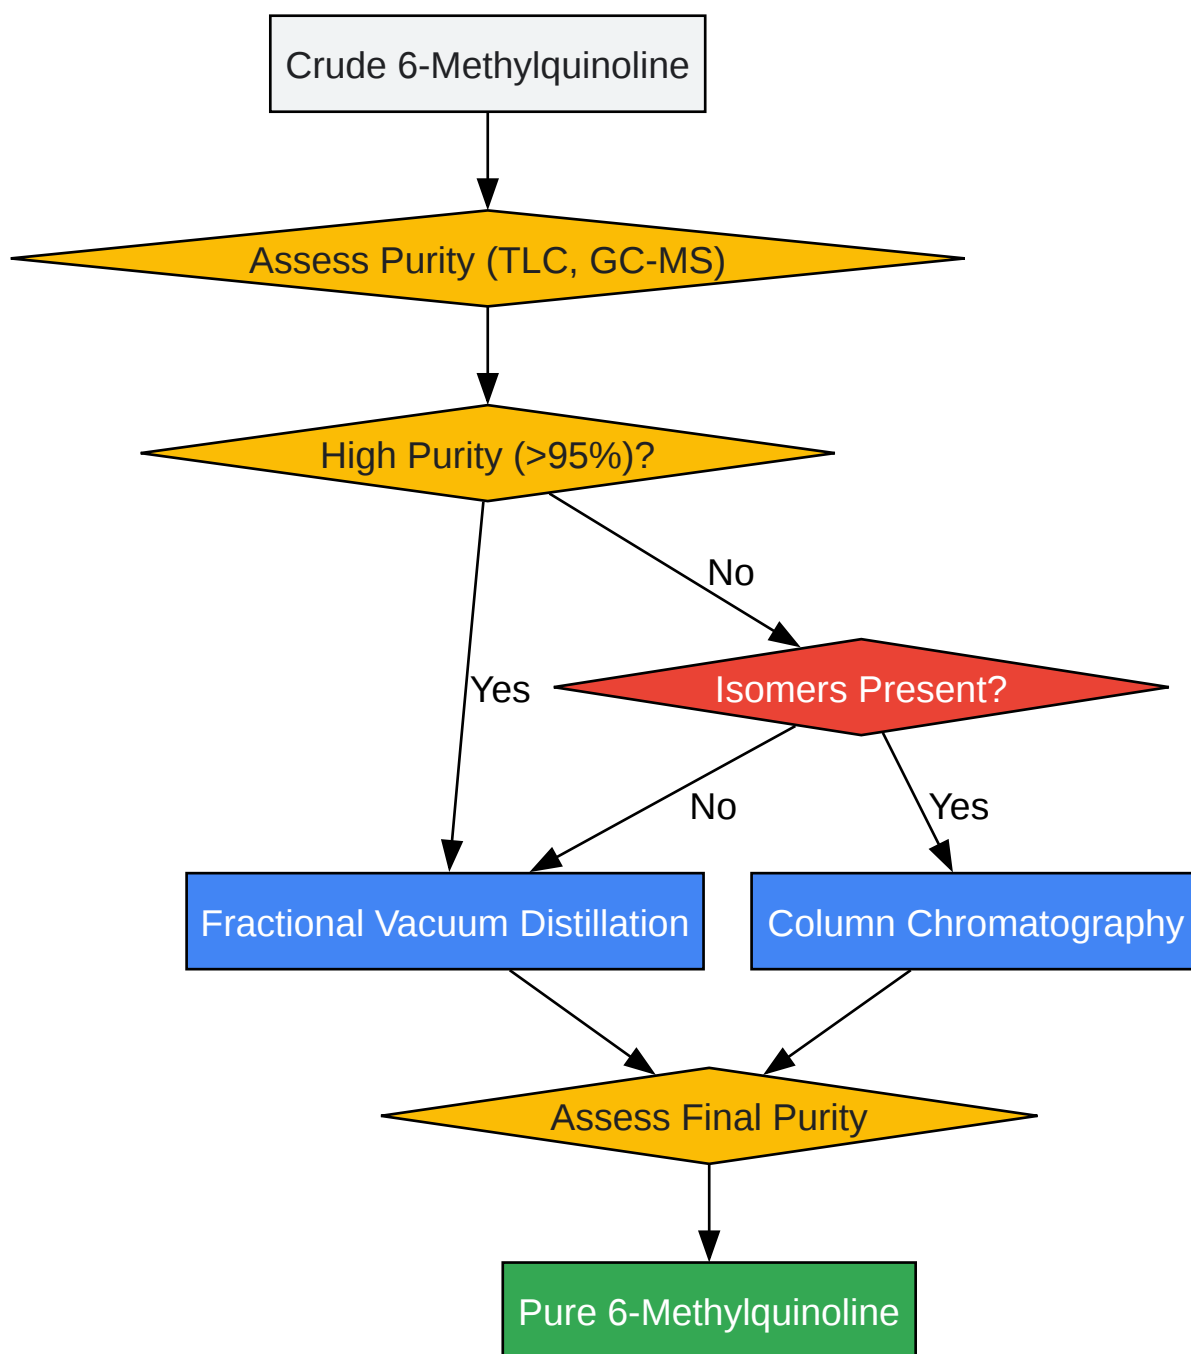 Crude 6-Methylquinoline
Assess Purity (TLC, GC-MS)
High Purity (>95%)?
No
Yes
Isomers Present?
No
Yes
Fractional Vacuum Distillation
Column Chromatography
Assess Final Purity
Pure 6-Methylquinoline